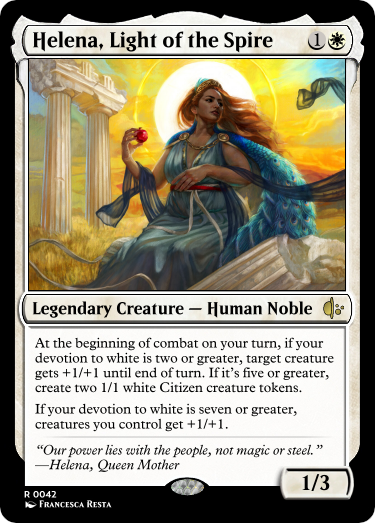 Helena, Light of the Spire 1
Legendary Creature — Human Noble
At the beginning of combat on your turn, if your
devotion to white is two or greater, target creature
gets +1/+1 until end of turn. If it's five or greater,
create two 1/1 white Citizen creature tokens.
If your devotion to white is seven or greater,
creatures you control get +1/+1.
“Our power lies with the people, not magic or steel.”
—Helena, Queen Mother
1/3
R 0042
Francesca Resta